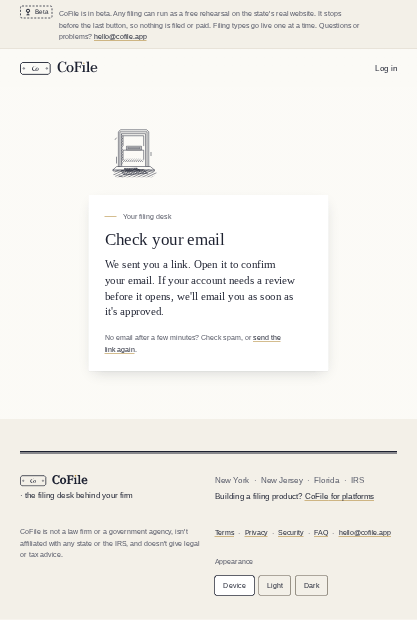 Beta
CoFile is in beta. Any filing can run as a free rehearsal on the state's real website. It stops
before the last button, so nothing is filed or paid. Filing types go live one at a time. Questions or
problems? hello@cofile.app
Co CoFile
Log in
Your filing desk
Check your email
We sent you a link. Open it to confirm
your email. If your account needs a review
before it opens, we'll email you as soon as
it's approved.
No email after a few minutes? Check spam, or send the
link again.
Co CoFile
· the filing desk behind your firm
New York · New Jersey · Florida · IRS
Building a filing product? CoFile for platforms
CoFile is not a law firm or a government agency, isn't
affiliated with any state or the IRS, and doesn't give legal
or tax advice.
Terms · Privacy · Security · FAQ · hello@cofile.app
Appearance
Device Light Dark